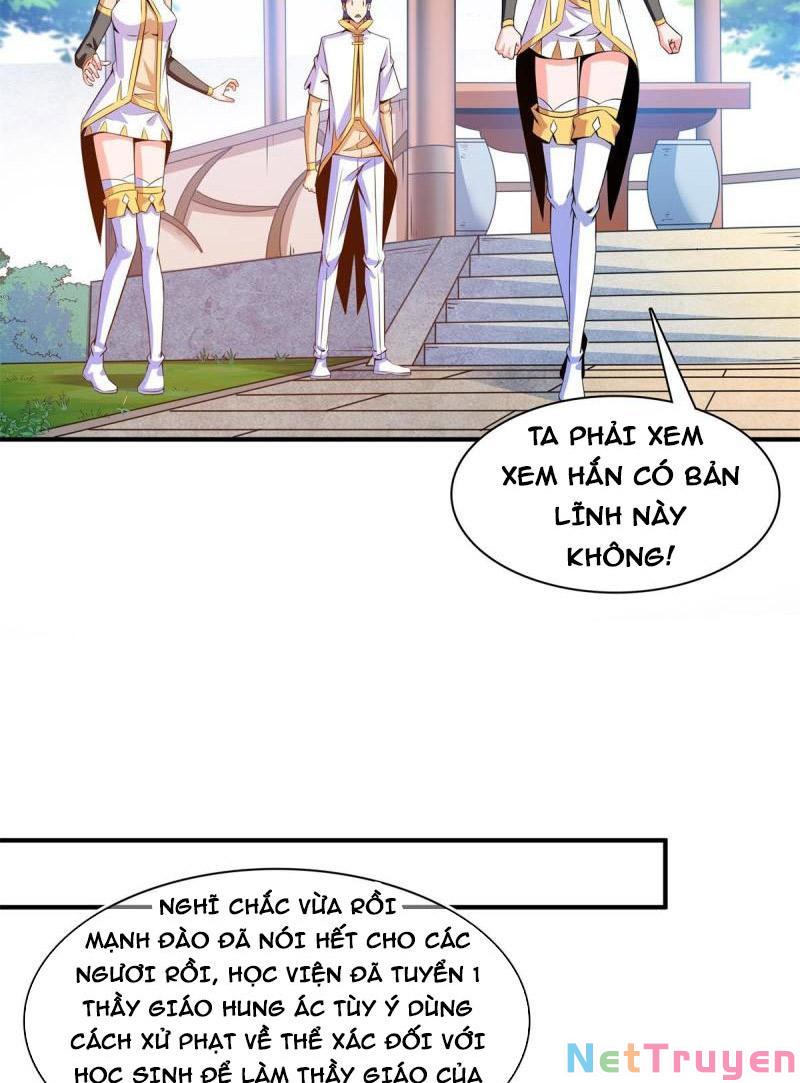 TA PHẢI XEM
XEM HẮN CÓ BẢN
LĨNH NÀY
KHÔNG!
NGHĨ CHẮC VỪA RỒI
MẠNH ĐÀO ĐÃ NÓI HẾT CHO CÁC
NGƯƠI RỒI, HỌC VIỆN ĐÃ TUYỂN 1
THẦY GIÁO HUNG ÁC TÙY Ý DÙNG
CÁCH XỬ PHẠT VỀ THỂ XÁC ĐỐI VỚI
HỌC SINH ĐỂ LÀM THẦY GIÁO CỦA
NetTruyen